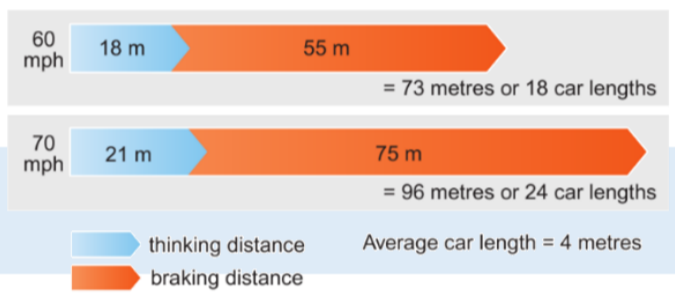 60
mph
18 m
55 m
= 73 metres or 18 car lengths
70
mph
21 m
75 m
= 96 metres or 24 car lengths
thinking distance
Average car length = 4 metres
braking distance